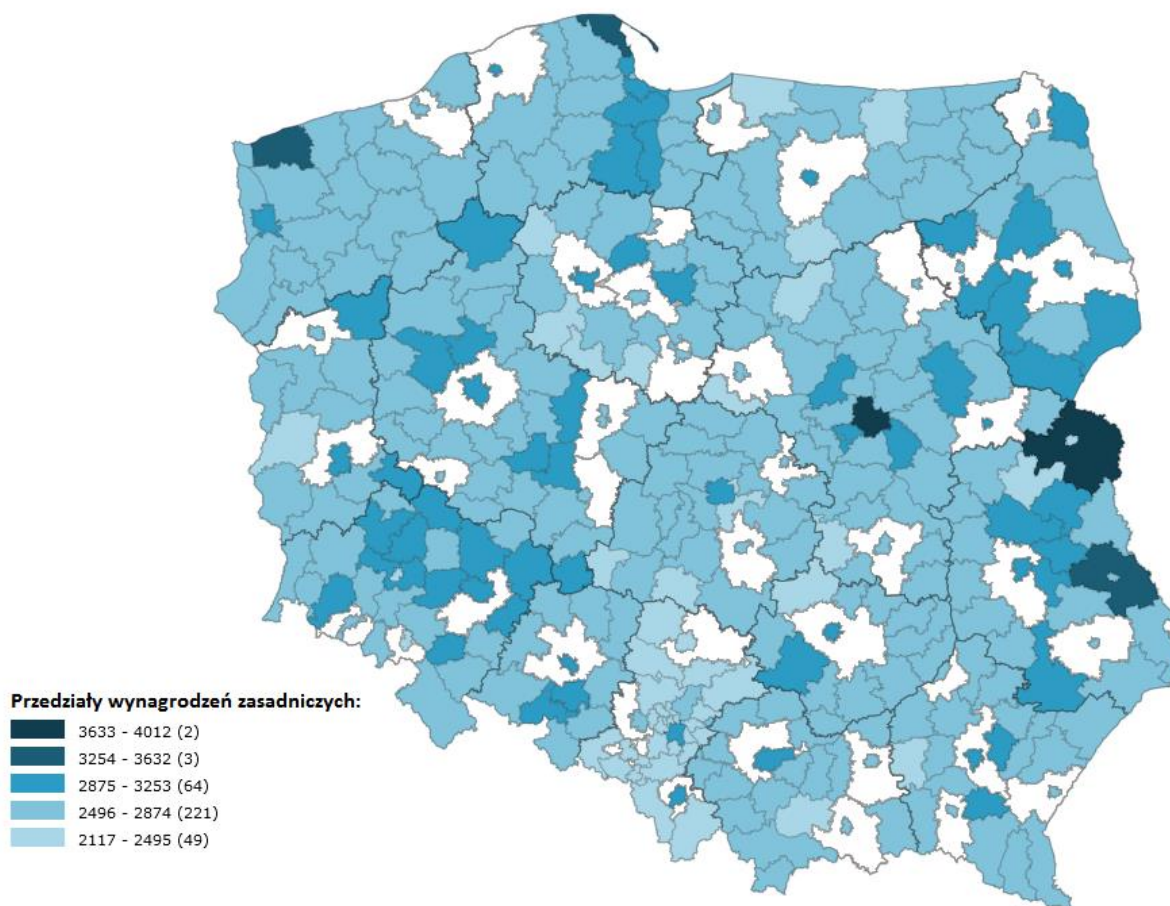 Przedziały wynagrodzeń zasadniczych:
3633 - 4012 (2)
3254 - 3632 (3)
2875 - 3253 (64)
2496 - 2874 (221)
2117 - 2495 (49)